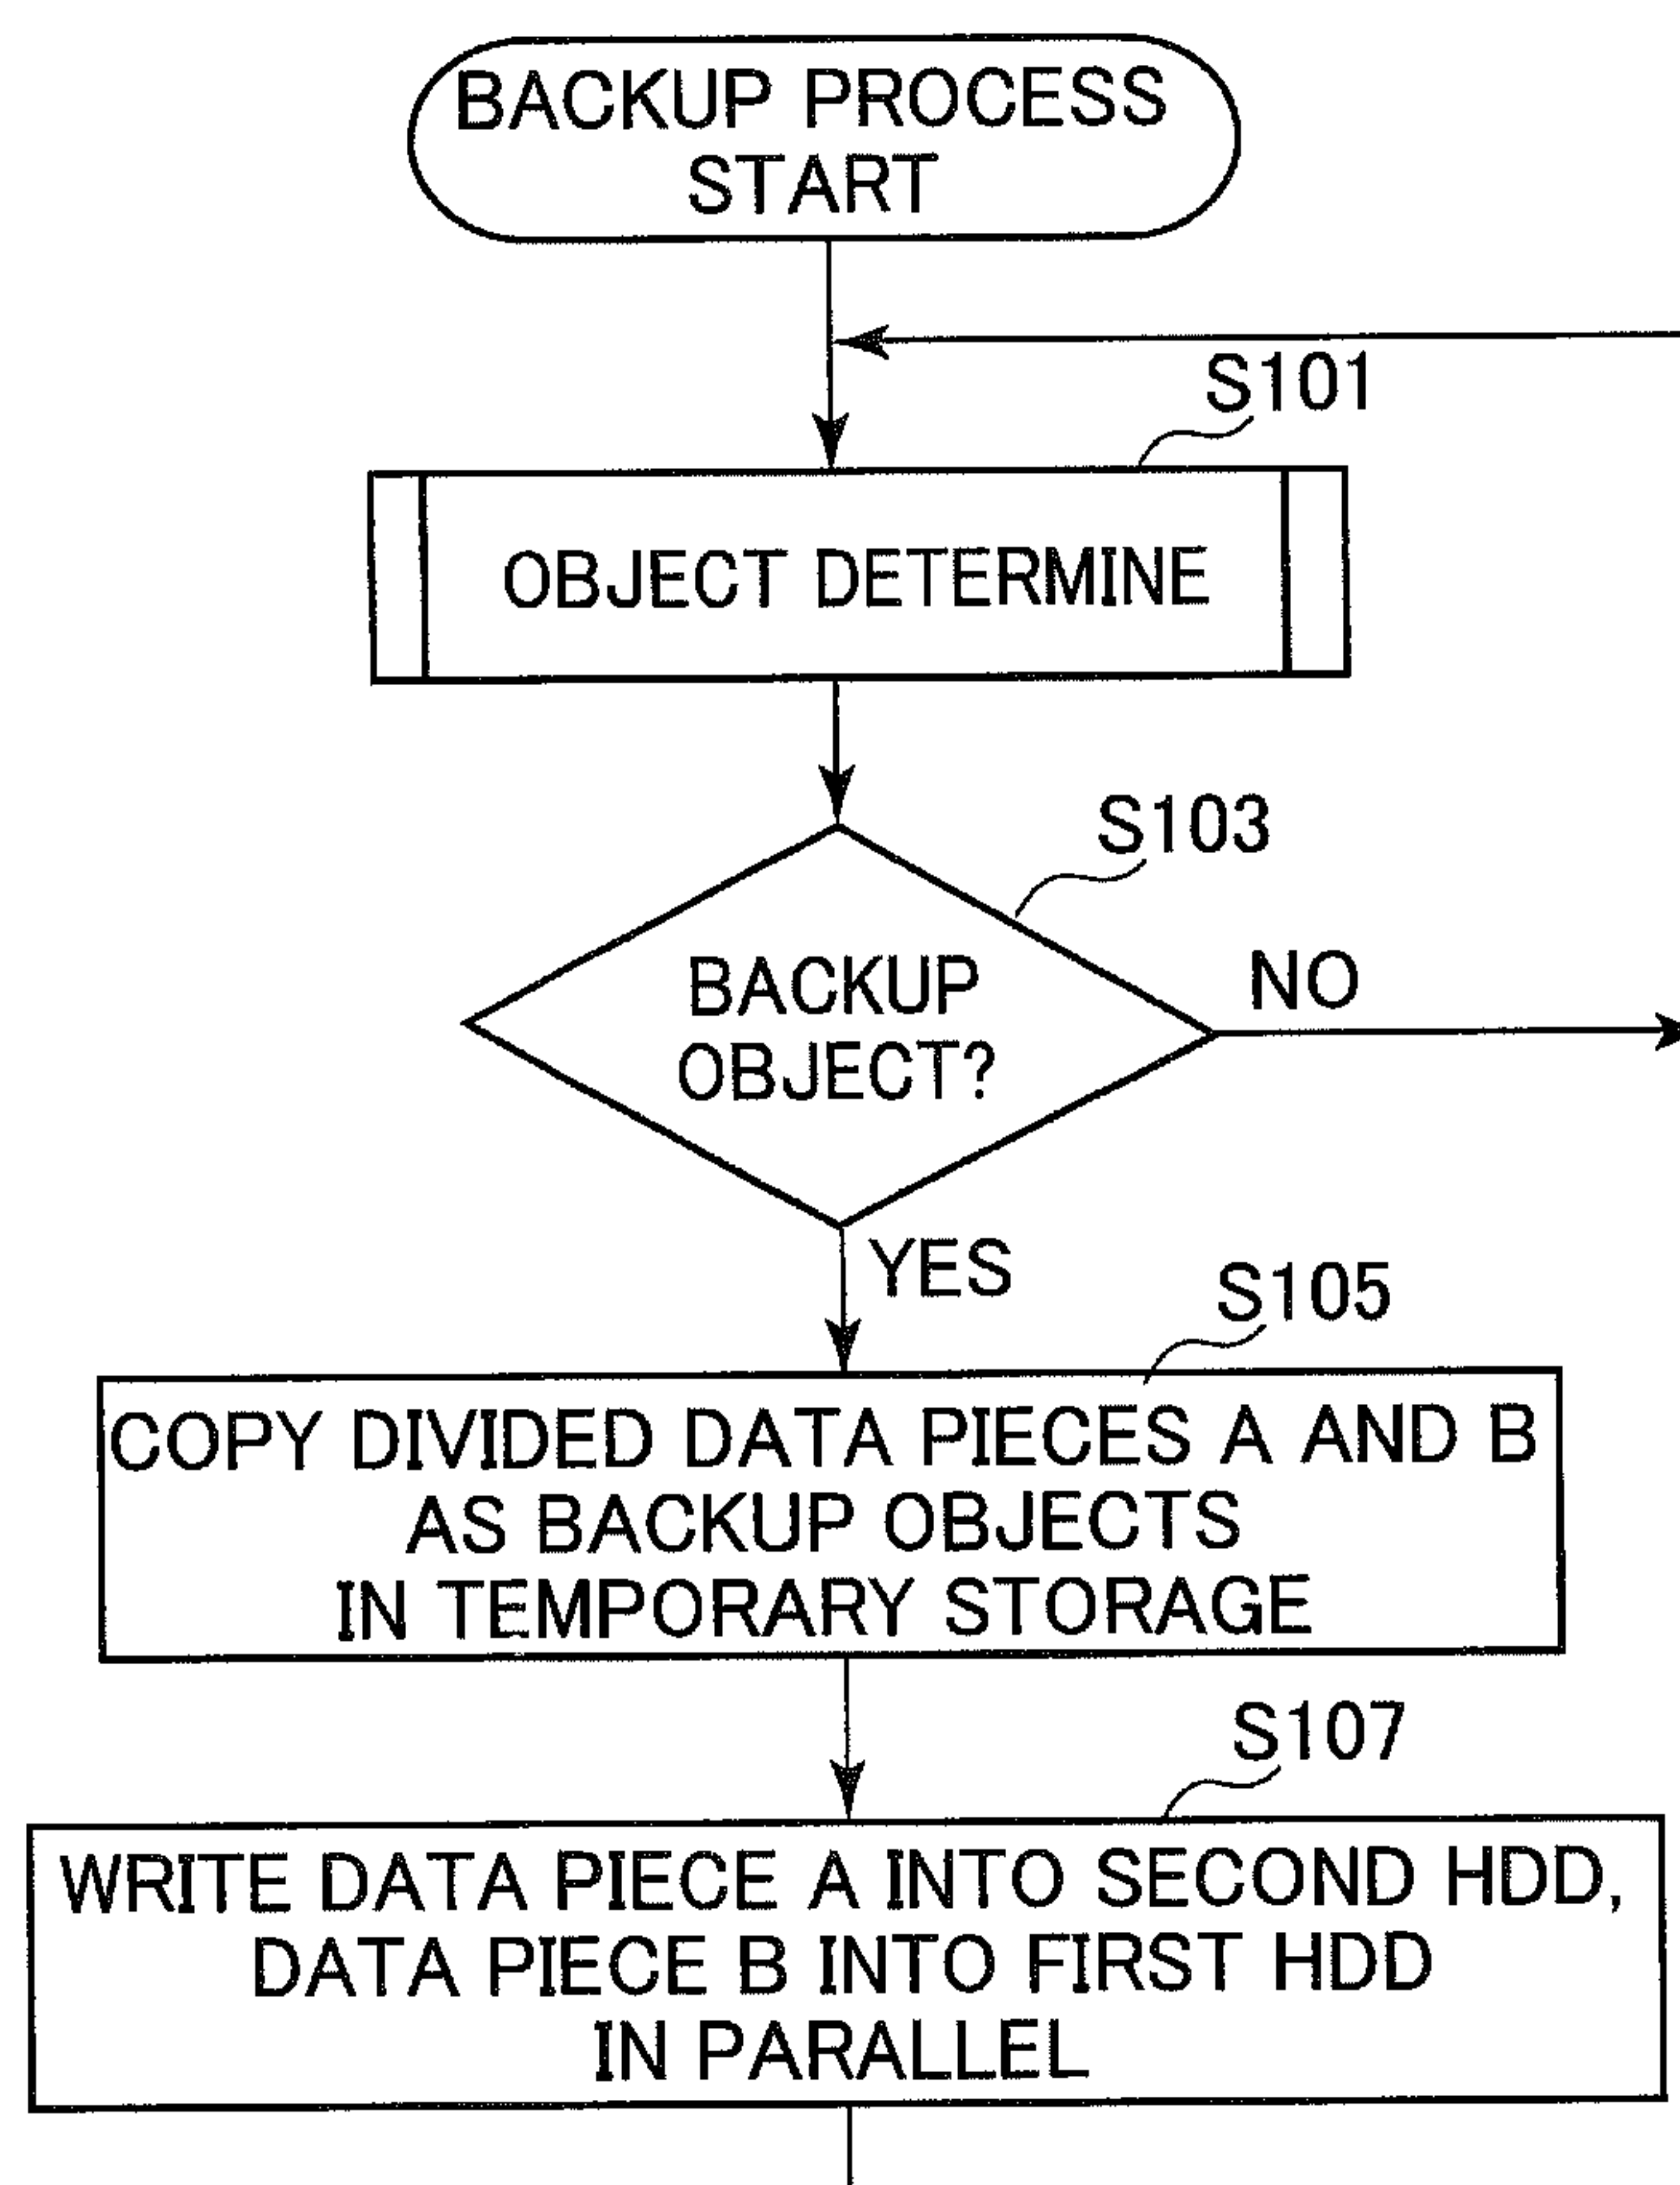 BACKUP PROCESS
START
S101
OBJECT DETERMINE
S103
BACKUP
OBJECT?
NO
YES
S105
COPY DIVIDED DATA PIECES A AND B
AS BACKUP OBJECTS
IN TEMPORARY STORAGE
S107
WRITE DATA PIECE A INTO SECOND HDD,
DATA PIECE B INTO FIRST HDD
IN PARALLEL